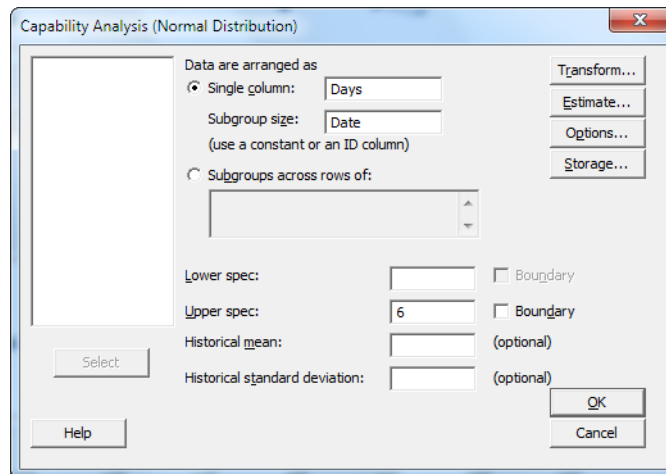 Capability Analysis (Normal Distribution)
Data are arranged as
Single column: Days
Subgroup size: Date
(use a constant or an ID column)
Subgroups across rows of:
Transform...
Estimate...
Options...
Storage...
Lower spec: Boundary
Upper spec: 6 Boundary
Historical mean: (optional)
Historical standard deviation: (optional)
Select
Help
OK
Cancel